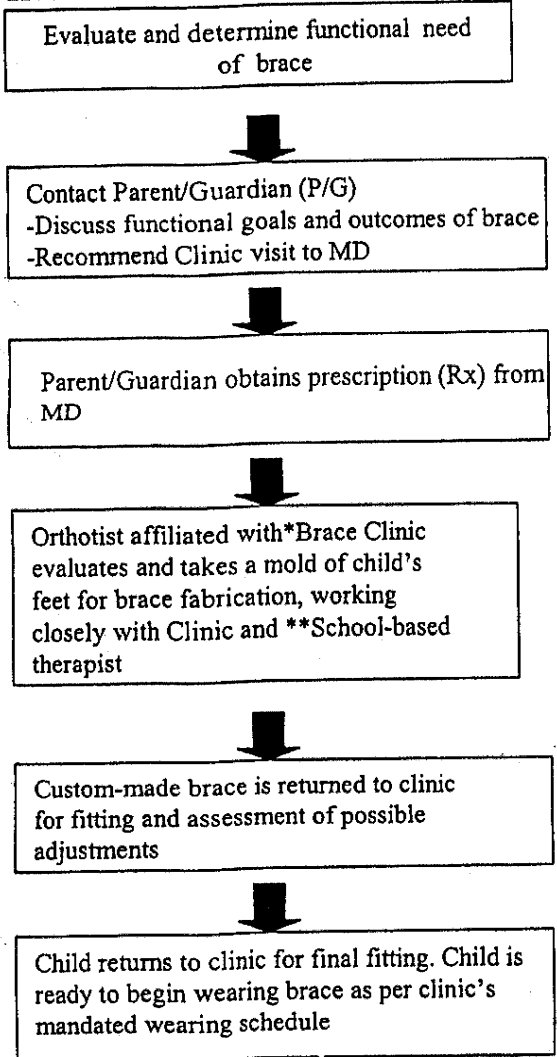 Evaluate and determine functional need
of brace
Contact Parent/Guardian (P/G)
-Discuss functional goals and outcomes of brace
-Recommend Clinic visit to MD
Parent/Guardian obtains prescription (Rx) from
MD
Orthotist affiliated with*Brace Clinic
evaluates and takes a mold of child's
feet for brace fabrication, working
closely with Clinic and **School-based
therapist
Custom-made brace is returned to clinic
for fitting and assessment of possible
adjustments
Child returns to clinic for final fitting. Child is
ready to begin wearing brace as per clinic's
mandated wearing schedule